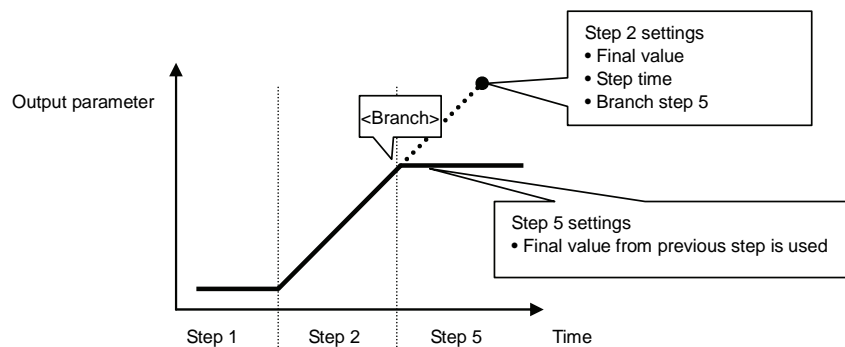 Step 2 settings
• Final value
• Step time
• Branch step 5
Output parameter
<Branch>
Step 5 settings
• Final value from previous step is used
Step 1
Step 2
Step 5
Time